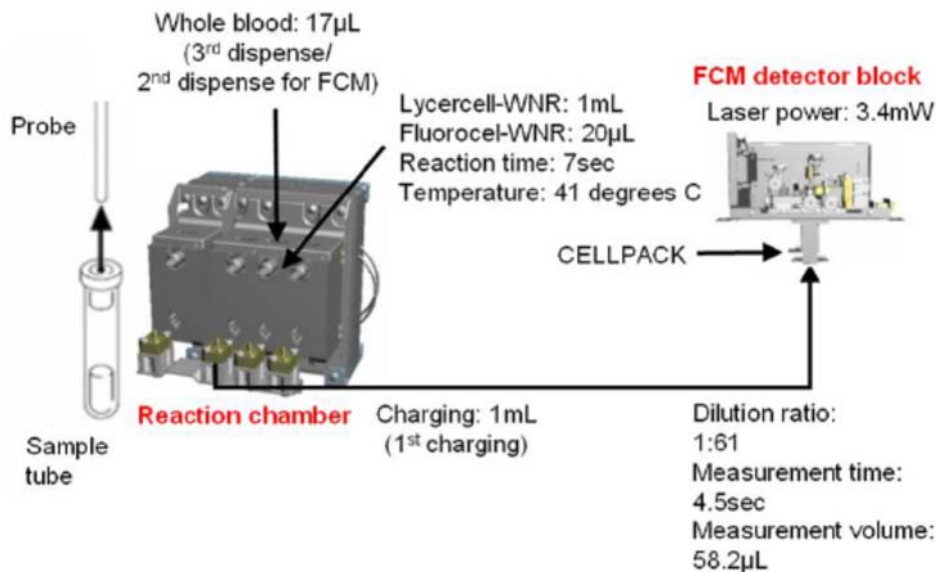 Whole blood: 17µL
(3rd dispense/
2nd dispense for FCM)
Probe
Lycercell-WNR: 1mL
Fluorocel-WNR: 20µL
Reaction time: 7sec
Temperature: 41 degrees C
FCM detector block
Laser power: 3.4mW
CELLPACK
Sample
tube
Reaction chamber
Charging: 1mL
(1st charging)
Dilution ratio:
1:61
Measurement time:
4.5sec
Measurement volume:
58.2µL